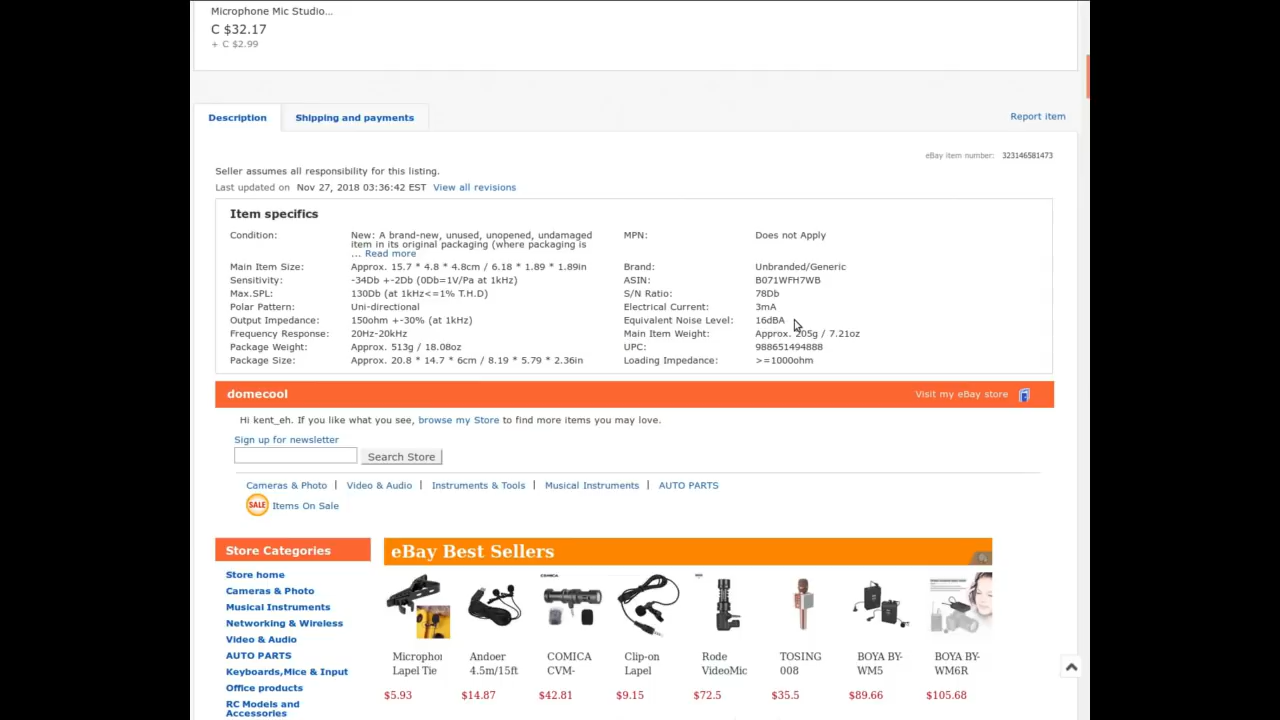 Microphone Mic Studio...
C $32.17
+ C $2.99
Description
Shipping and payments
Report item
eBay item number: 323146581473
Seller assumes all responsibility for this listing.
Last updated on Nov 27, 2018 03:36:42 EST View all revisions
Item specifics
Condition: New: A brand-new, unused, unopened, undamaged
item in its original packaging (where packaging is
... Read more
MPN: Does not Apply
Main Item Size: Approx. 15.7 * 4.8 * 4.8cm / 6.18 * 1.89 * 1.89in
Brand: Unbranded/Generic
Sensitivity: -34Db +-2Db (0Db=1V/Pa at 1kHz)
ASIN: B071WFH7WB
Max.SPL: 130Db (at 1kHz<=1% T.H.D)
S/N Ratio: 78Db
Polar Pattern: Uni-directional
Electrical Current: 3mA
Output Impedance: 150ohm +-30% (at 1kHz)
Equivalent Noise Level: 16dBA
Frequency Response: 20Hz-20kHz
Main Item Weight: Approx. 205g / 7.21oz
Package Weight: Approx. 513g / 18.08oz
UPC: 988651494888
Package Size: Approx. 20.8 * 14.7 * 6cm / 8.19 * 5.79 * 2.36in
Loading Impedance: >=1000ohm
domecool
Visit my eBay store
Hi kent_eh. If you like what you see, browse my Store to find more items you may love.
Sign up for newsletter
Search Store
Cameras & Photo | Video & Audio | Instruments & Tools | Musical Instruments | AUTO PARTS
SALE Items On Sale
Store Categories
Store home
Cameras & Photo
Musical Instruments
Networking & Wireless
Video & Audio
AUTO PARTS
Keyboards,Mice & Input
Office products
RC Models and
Accessories
eBay Best Sellers
COMICA
Microphon
Lapel Tie
$5.93
Andoer
4.5m/15ft
$14.87
COMICA
CVM-
$42.81
Clip-on
Lapel
$9.15
Rode
VideoMic
$72.5
TOSING
008
$35.5
BOYA BY-
WM5
$89.66
BOYA BY-
WM6R
$105.68